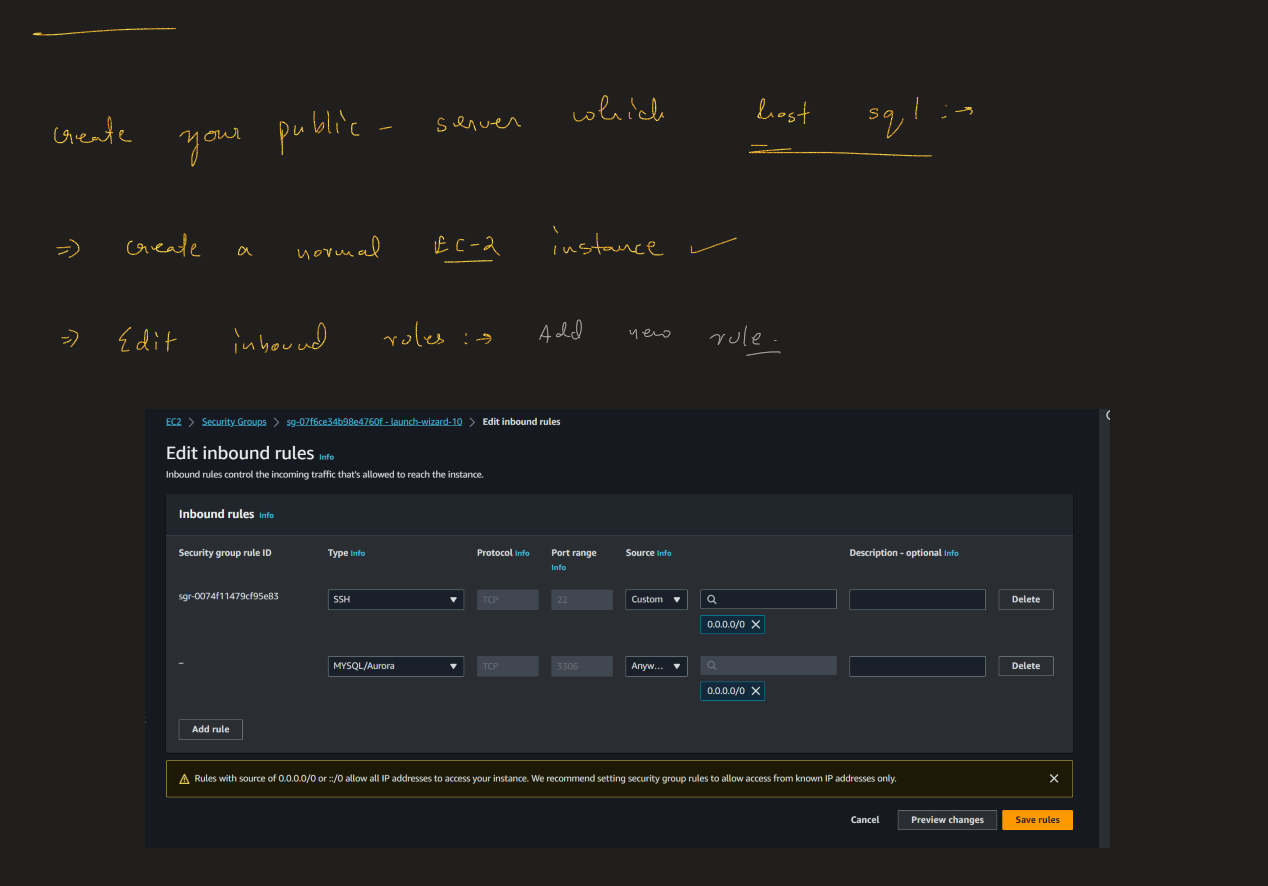 create your public - server which host sql :→
⇒ create a normal EC-2 instance ✓
⇒ Edit inbound rules :→ Add new rule.
EC2 > Security Groups > sg-07f6ce34b98e4760f - launch-wizard-10 > Edit inbound rules
Edit inbound rules Info
Inbound rules control the incoming traffic that's allowed to reach the instance.
Inbound rules Info
Security group rule ID Type Info Protocol Info Port range Info Source Info Description - optional Info
sgr-0074f11479cf95e83 SSH TCP 22 Custom Delete
0.0.0.0/0
– MYSQL/Aurora TCP 3306 Anyw... Delete
0.0.0.0/0
Add rule
Rules with source of 0.0.0.0/0 or ::/0 allow all IP addresses to access your instance. We recommend setting security group rules to allow access from known IP addresses only.
Cancel Preview changes Save rules